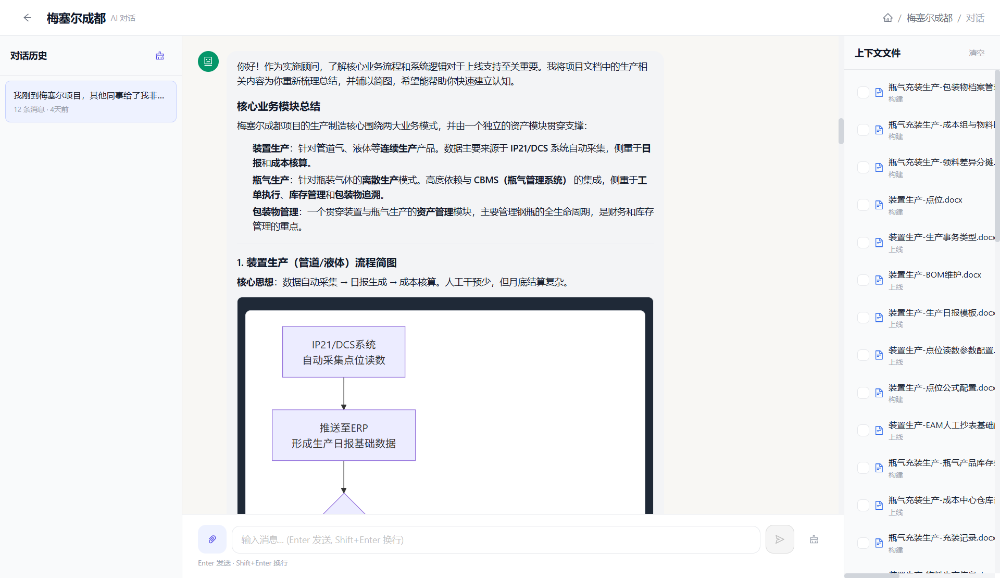 梅塞尔成都 AI 对话
/ 梅塞尔成都 / 对话
对话历史
我刚到梅塞尔项目，其他同事给了我非...
12 条消息 · 4天前
你好！作为实施顾问，了解核心业务流程和系统逻辑对于上线支持至关重要。我将项目文档中的生产相
关内容为你重新梳理总结，并辅以简图，希望能帮助你快速建立认知。
核心业务模块总结
梅塞尔成都项目的生产制造核心围绕两大业务模式，并由一个独立的资产模块贯穿支撑：
装置生产：针对管道气、液体等连续生产产品。数据主要来源于 IP21/DCS 系统自动采集，侧重于日
报和成本核算。
瓶气生产：针对瓶装气体的离散生产模式。高度依赖与 CBMS（瓶气管理系统） 的集成，侧重于工
单执行、库存管理和包装物追溯。
包装物管理：一个贯穿装置与瓶气生产的资产管理模块，主要管理钢瓶的全生命周期，是财务和库存
管理的重点。
1. 装置生产（管道/液体）流程简图
核心思想：数据自动采集 → 日报生成 → 成本核算。人工干预少，但月底结算复杂。
IP21/DCS系统
自动采集点位读数
推送至ERP
形成生产日报基础数据
输入消息... (Enter 发送, Shift+Enter 换行)
Enter 发送 · Shift+Enter 换行
上下文文件 清空
瓶气充装生产-包装物档案管
构建
瓶气充装生产-成本组与物料
构建
瓶气充装生产-领料差异分摊.
构建
装置生产-点位.docx
构建
装置生产-生产事务类型.docx
上线
装置生产-BOM维护.docx
上线
装置生产-生产日报模板.docx
上线
装置生产-点位读数参数配置.
上线
装置生产-点位公式配置.docx
构建
装置生产-EAM人工抄表基础
上线
瓶气充装生产-瓶气产品库存
构建
瓶气充装生产-成本中心仓库
上线
瓶气充装生产-充装记录.docx
构建